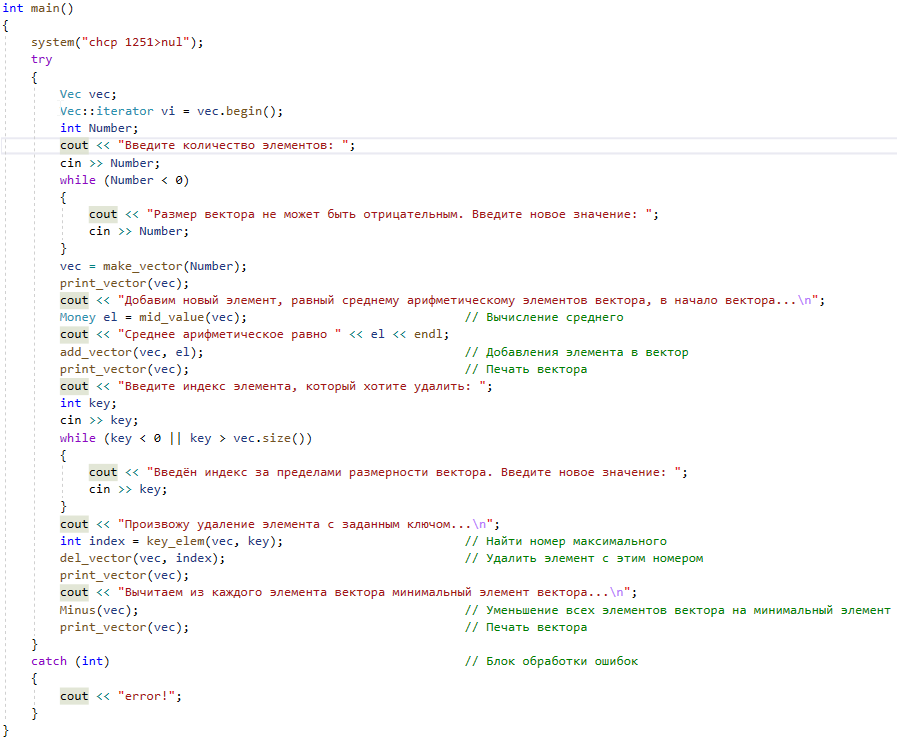 int main()
{
    system("chcp 1251>nul");
    try
    {
        Vec vec;
        Vec::iterator vi = vec.begin();
        int Number;
        cout << "Введите количество элементов: ";
        cin >> Number;
        while (Number < 0)
        {
            cout << "Размер вектора не может быть отрицательным. Введите новое значение: ";
            cin >> Number;
        }
        vec = make_vector(Number);
        print_vector(vec);
        cout << "Добавим новый элемент, равный среднему арифметическому элементов вектора, в начало вектора...\n";
        Money el = mid_value(vec); // Вычисление среднего
        cout << "Среднее арифметическое равно " << el << endl;
        add_vector(vec, el); // Добавления элемента в вектор
        print_vector(vec); // Печать вектора
        cout << "Введите индекс элемента, который хотите удалить: ";
        int key;
        cin >> key;
        while (key < 0 || key > vec.size())
        {
            cout << "Введён индекс за пределами размерности вектора. Введите новое значение: ";
            cin >> key;
        }
        cout << "Произвожу удаление элемента с заданным ключом...\n";
        int index = key_elem(vec, key); // Найти номер максимального
        del_vector(vec, index); // Удалить элемент с этим номером
        print_vector(vec);
        cout << "Вычитаем из каждого элемента вектора минимальный элемент вектора...\n";
        Minus(vec); // Уменьшение всех элементов вектора на минимальный элемент
        print_vector(vec); // Печать вектора
    }
    catch (int) // Блок обработки ошибок
    {
        cout << "error!";
    }
}